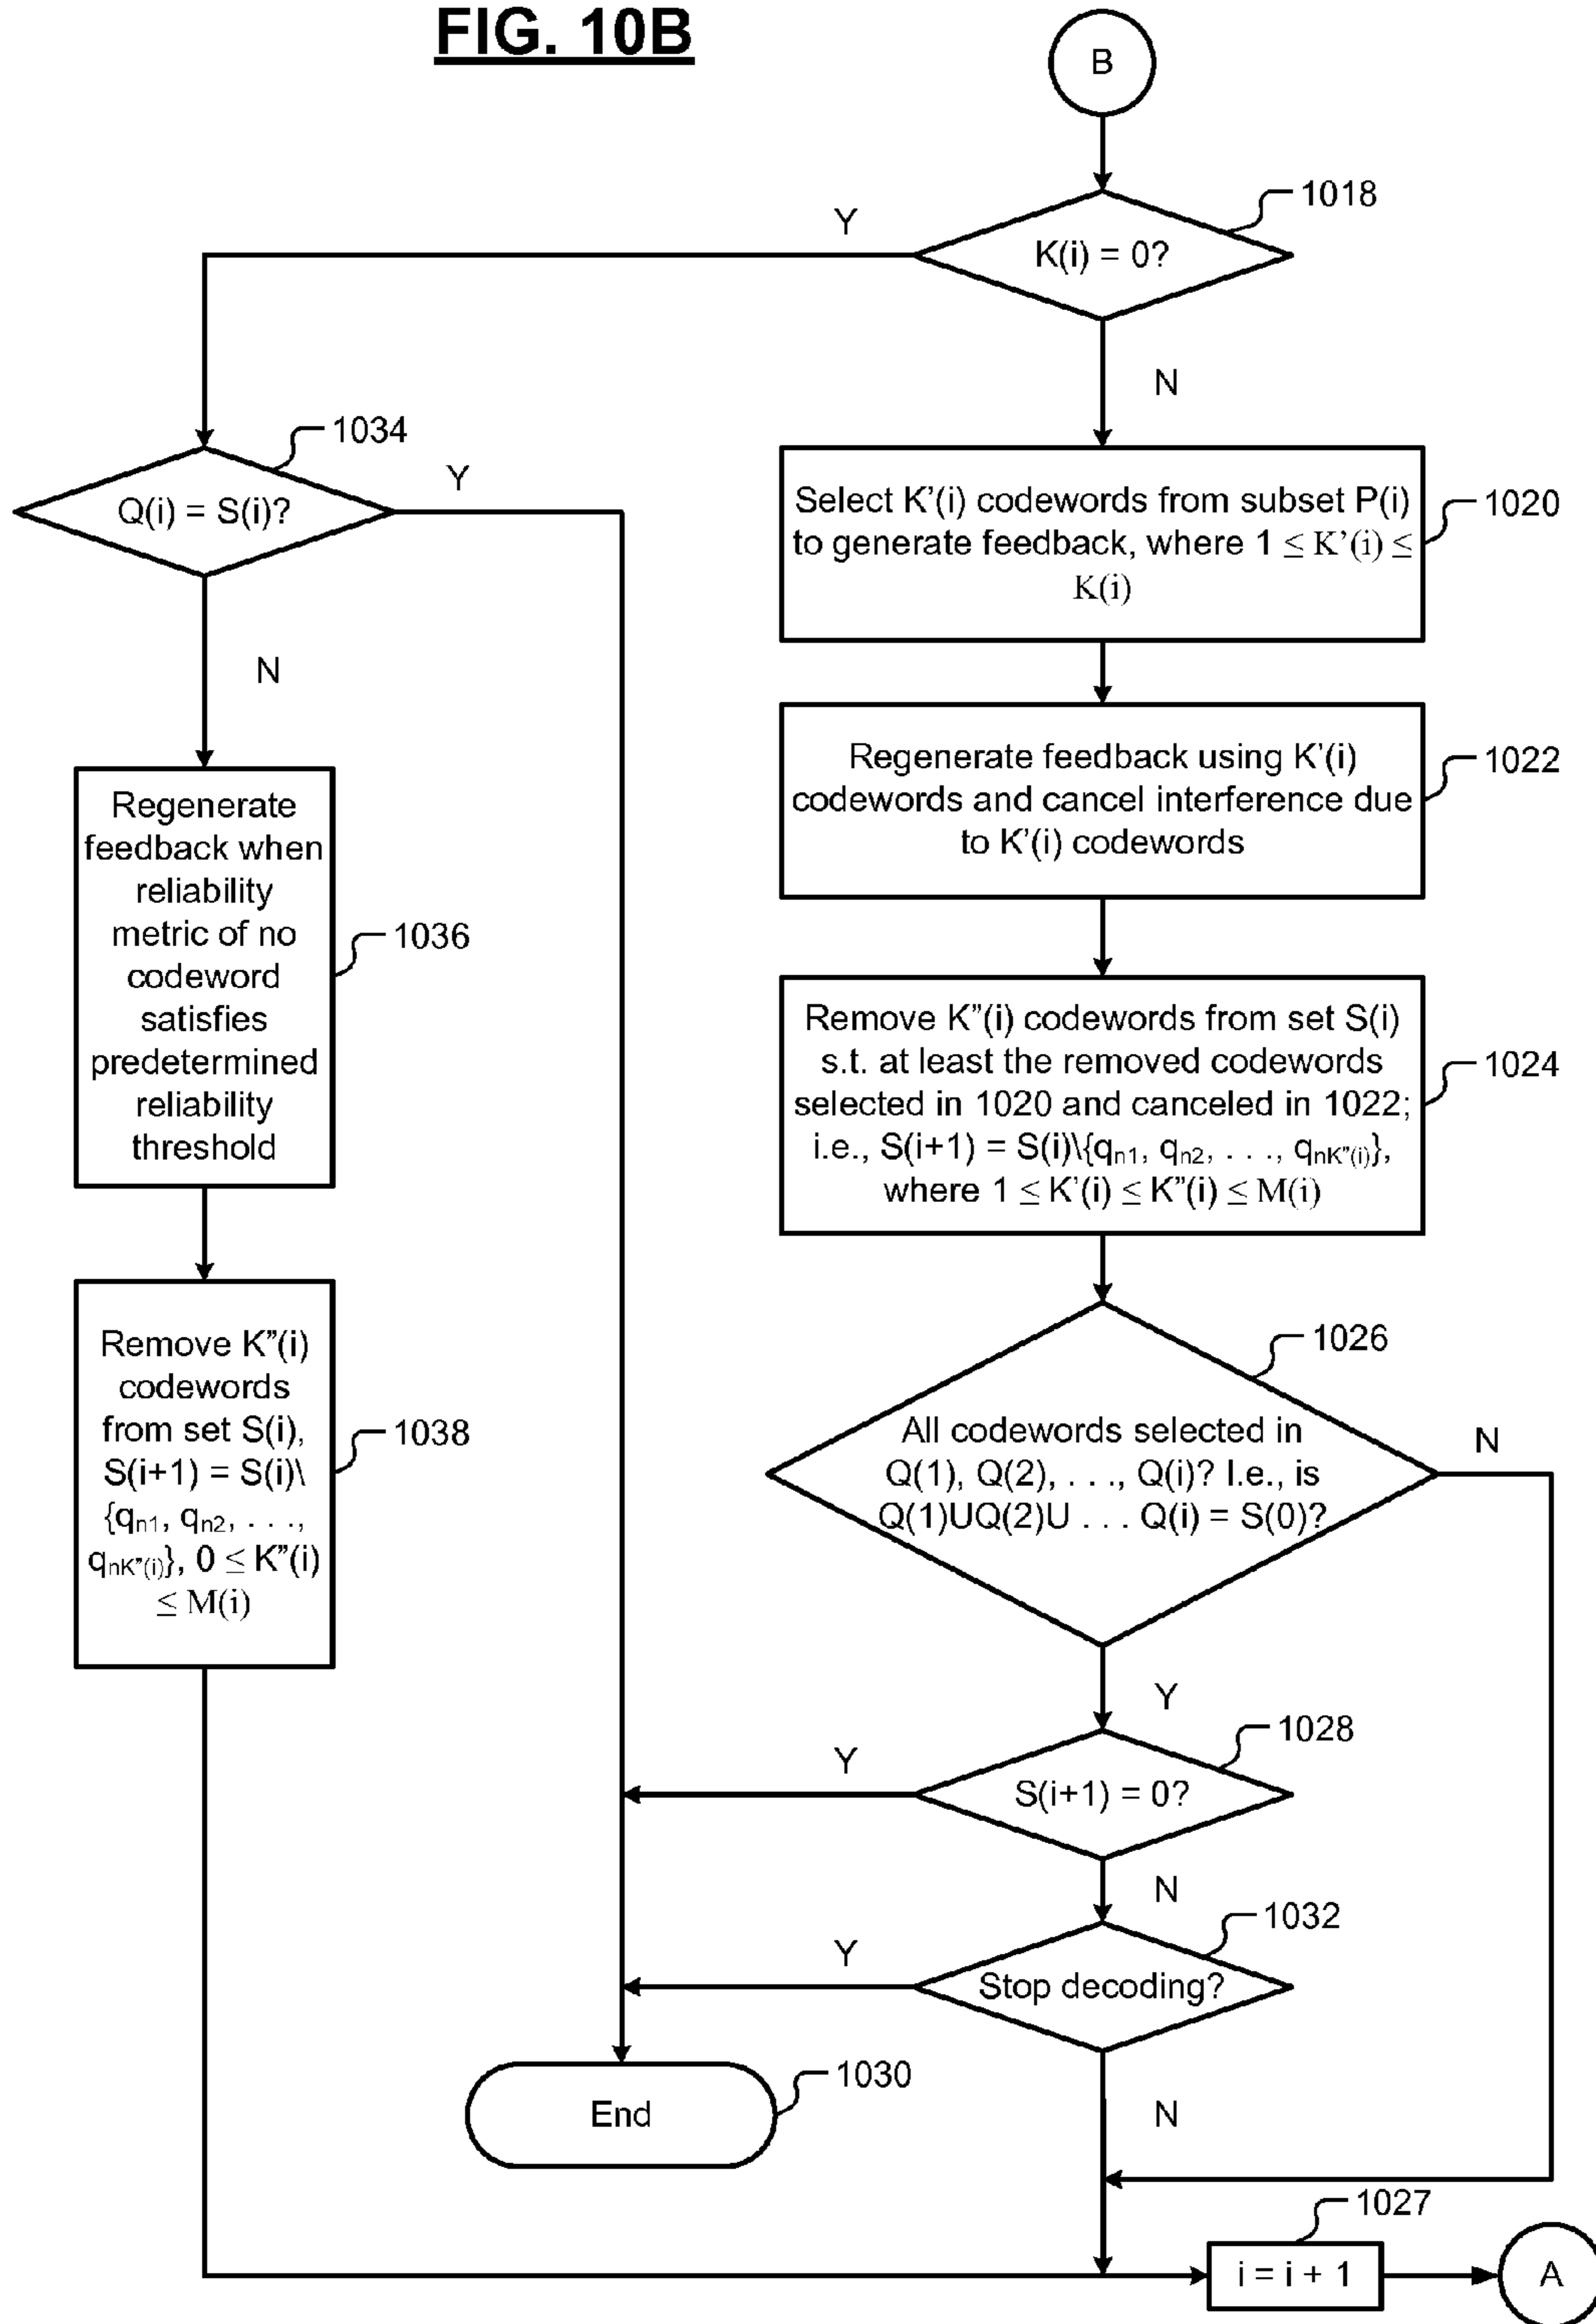 FIG. 10B
B
1018
Y
K(i) = 0?
N
1034
Y
Q(i) = S(i)?
N
Select K’(i) codewords from subset P(i)
to generate feedback, where 1 ≤ K’(i) ≤
K(i)
1020
Regenerate feedback using K’(i)
codewords and cancel interference due
to K’(i) codewords
1022
Regenerate
feedback when
reliability
metric of no
codeword
satisfies
predetermined
reliability
threshold
1036
Remove K”(i) codewords from set S(i)
s.t. at least the removed codewords
selected in 1020 and canceled in 1022;
i.e., S(i+1) = S(i)\{qn1, qn2, . . ., qnK”(i)},
where 1 ≤ K’(i) ≤ K”(i) ≤ M(i)
1024
Remove K”(i)
codewords
from set S(i),
S(i+1) = S(i)\
{qn1, qn2, . . .,
qnK”(i)}, 0 ≤ K”(i)
≤ M(i)
1038
1026
All codewords selected in
Q(1), Q(2), . . ., Q(i)? I.e., is
Q(1)UQ(2)U . . . Q(i) = S(0)?
N
Y
1028
Y
S(i+1) = 0?
N
1032
Y
Stop decoding?
N
End
1030
1027
i = i + 1
A